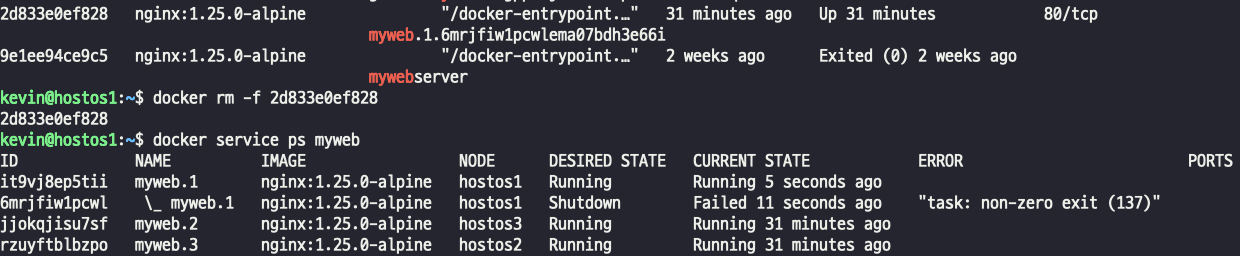 2d833e0ef828   nginx:1.25.0-alpine               "/docker-entrypoint.…"   31 minutes ago   Up 31 minutes            80/tcp
                                         myweb.1.6mrjfiw1pcwlema07bdh3e66i
9e1ee94ce9c5   nginx:1.25.0-alpine               "/docker-entrypoint.…"   2 weeks ago      Exited (0) 2 weeks ago
                                         mywebserver
kevin@hostos1:~$ docker rm -f 2d833e0ef828
2d833e0ef828
kevin@hostos1:~$ docker service ps myweb
ID             NAME          IMAGE                 NODE      DESIRED STATE   CURRENT STATE            ERROR                         PORTS
it9vj8ep5tii   myweb.1       nginx:1.25.0-alpine   hostos1   Running         Running 5 seconds ago
6mrjfiw1pcwl    \_ myweb.1   nginx:1.25.0-alpine   hostos1   Shutdown        Failed 11 seconds ago    "task: non-zero exit (137)"
jjokqjisu7sf   myweb.2       nginx:1.25.0-alpine   hostos3   Running         Running 31 minutes ago
rzuyftblbzpo   myweb.3       nginx:1.25.0-alpine   hostos2   Running         Running 31 minutes ago